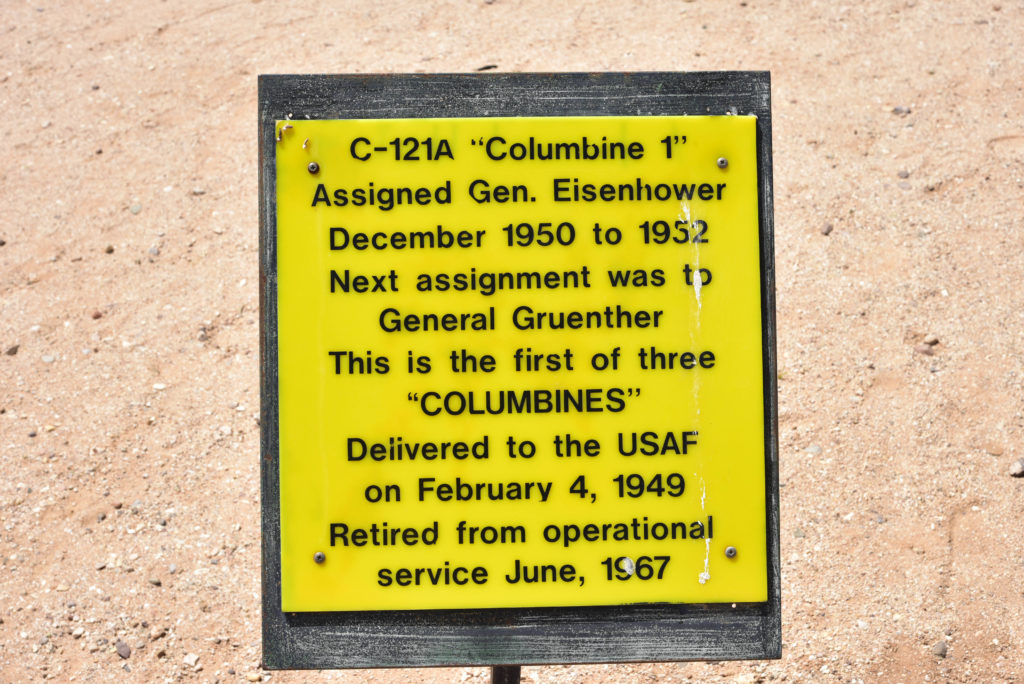 C-121A "Columbine 1"
Assigned Gen. Eisenhower
December 1950 to 1952
Next assignment was to
General Gruenther
This is the first of three
"COLUMBINES"
Delivered to the USAF
on February 4, 1949
Retired from operational
service June, 1967